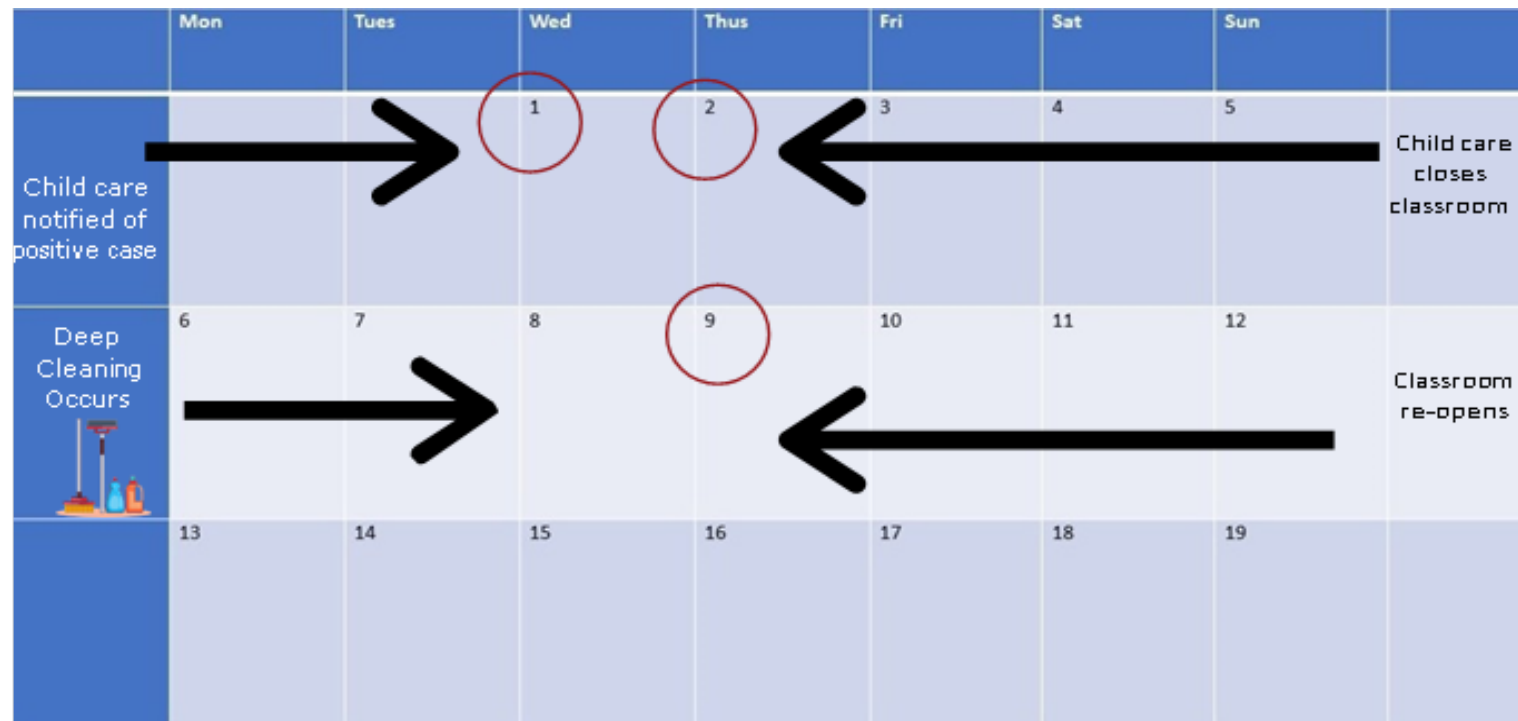 Mon Tues Wed Thus Fri Sat Sun
1 2 3 4 5
Child care
notified of
positive case
Child care
closes
classroom
6 7 8 9 10 11 12
Deep
Cleaning
Occurs
Classroom
re-opens
13 14 15 16 17 18 19